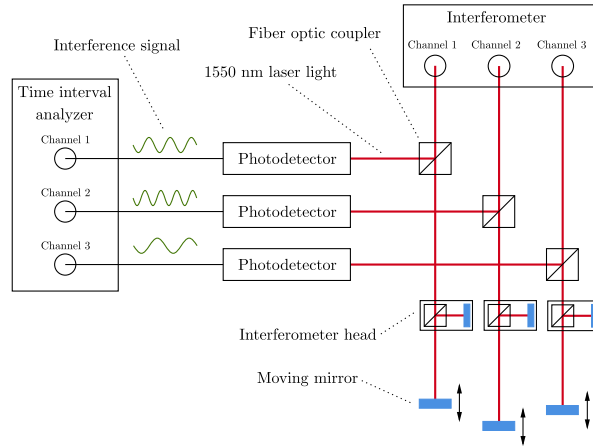 Interferometer
Channel 1 Channel 2 Channel 3
Fiber optic coupler
Interference signal
1550 nm laser light
Time interval
analyzer
Channel 1
Photodetector
Channel 2
Photodetector
Channel 3
Photodetector
Interferometer head
Moving mirror